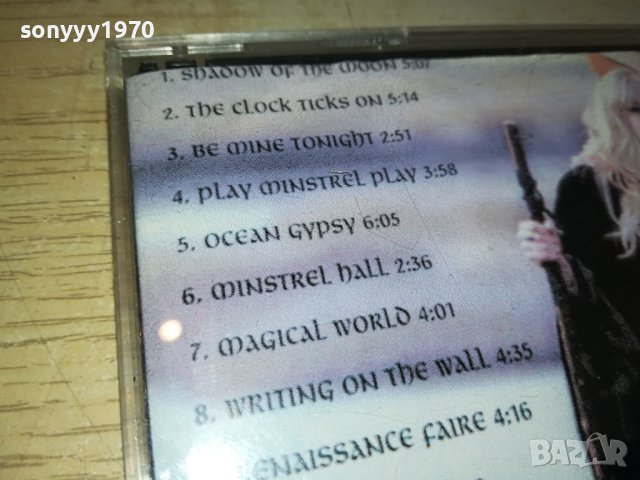 sonyyy1970
1. Shadow of the Moon 5:07
2. The Clock Ticks On 5:14
3. Be Mine Tonight 2:51
4. Play Minstrel Play 3:58
5. Ocean Gypsy 6:05
6. Minstrel Hall 2:36
7. Magical World 4:01
8. Writing on the Wall 4:35
enaissance Faire 4:16
BAZAR